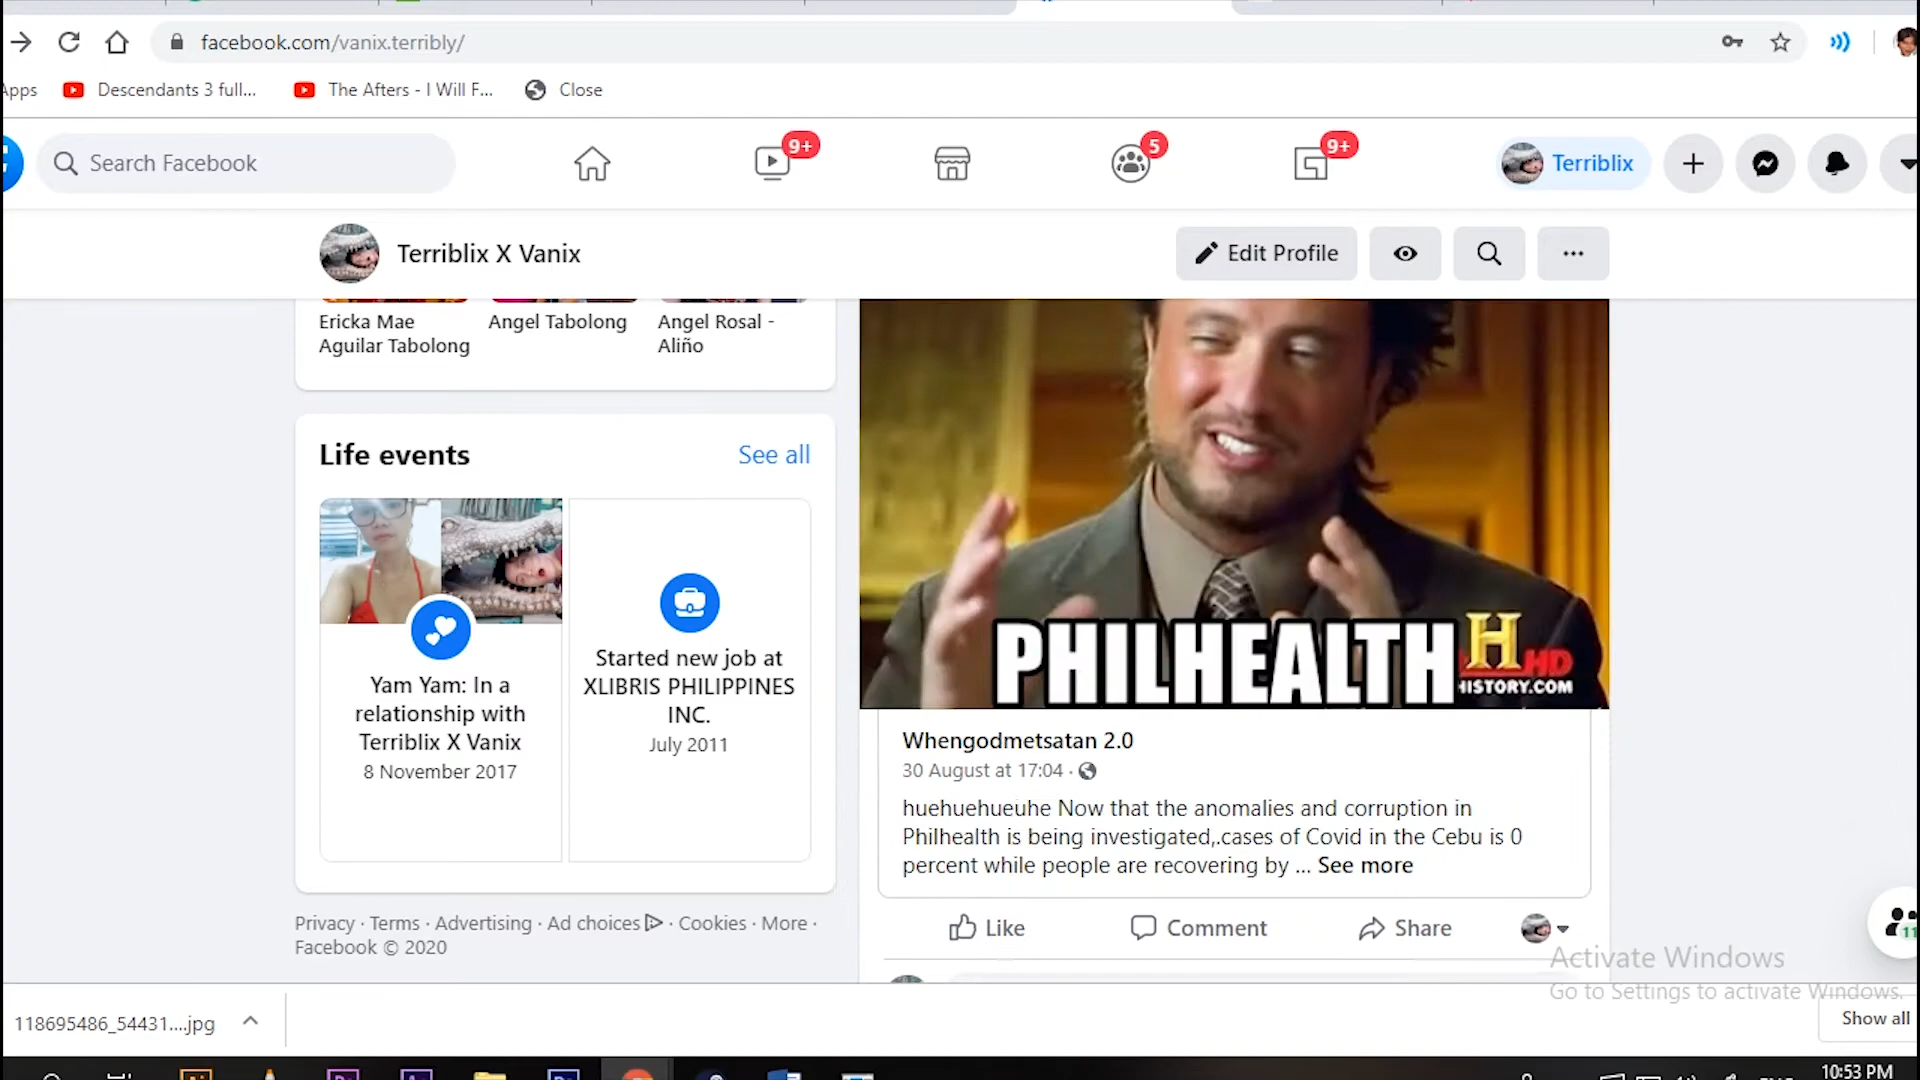 facebook.com/vanix.terribly/
Apps
Descendants 3 full...
The Afters - I Will F...
Close
Search Facebook
9+
5
9+
Terriblix
Terriblix X Vanix
Edit Profile
Ericka Mae
Aguilar Tabolong
Angel Tabolong
Angel Rosal -
Aliño
Life events
See all
Yam Yam: In a
relationship with
Terriblix X Vanix
8 November 2017
Started new job at
XLIBRIS PHILIPPINES
INC.
July 2011
Privacy · Terms · Advertising · Ad choices · Cookies · More ·
Facebook © 2020
PHILHEALTH
H HD
HISTORY.COM
Whengodmetsatan 2.0
30 August at 17:04 ·
huehuehueuhe Now that the anomalies and corruption in
Philhealth is being investigated,.cases of Covid in the Cebu is 0
percent while people are recovering by ... See more
Like
Comment
Share
11
Activate Windows
Go to Settings to activate Windows.
118695486_54431....jpg
Show all
10:53 PM